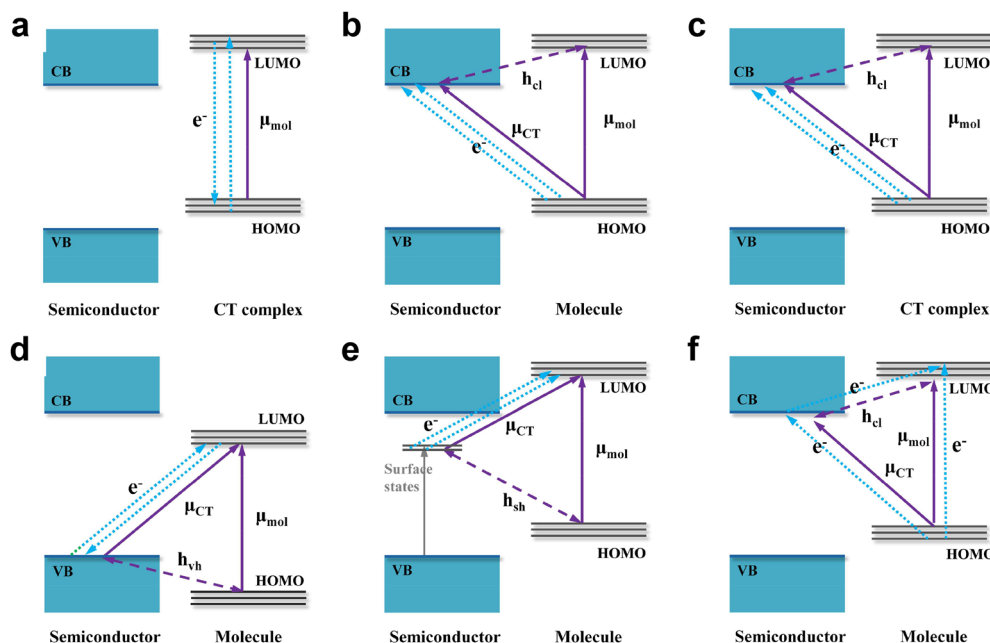 a
CB
LUMO
e⁻
μmol
HOMO
VB
Semiconductor
CT complex
b
CB
LUMO
hcl
μCT
μmol
e⁻
HOMO
VB
Semiconductor
Molecule
c
CB
LUMO
hcl
μCT
μmol
e⁻
HOMO
VB
Semiconductor
CT complex
d
CB
LUMO
e⁻
μCT
μmol
hvh
VB
HOMO
Semiconductor
Molecule
e
CB
LUMO
e⁻
μCT
μmol
Surface
states
hsh
HOMO
VB
Semiconductor
Molecule
f
CB
e⁻
LUMO
hcl
μmol
e⁻
e⁻
μCT
HOMO
VB
Semiconductor
Molecule